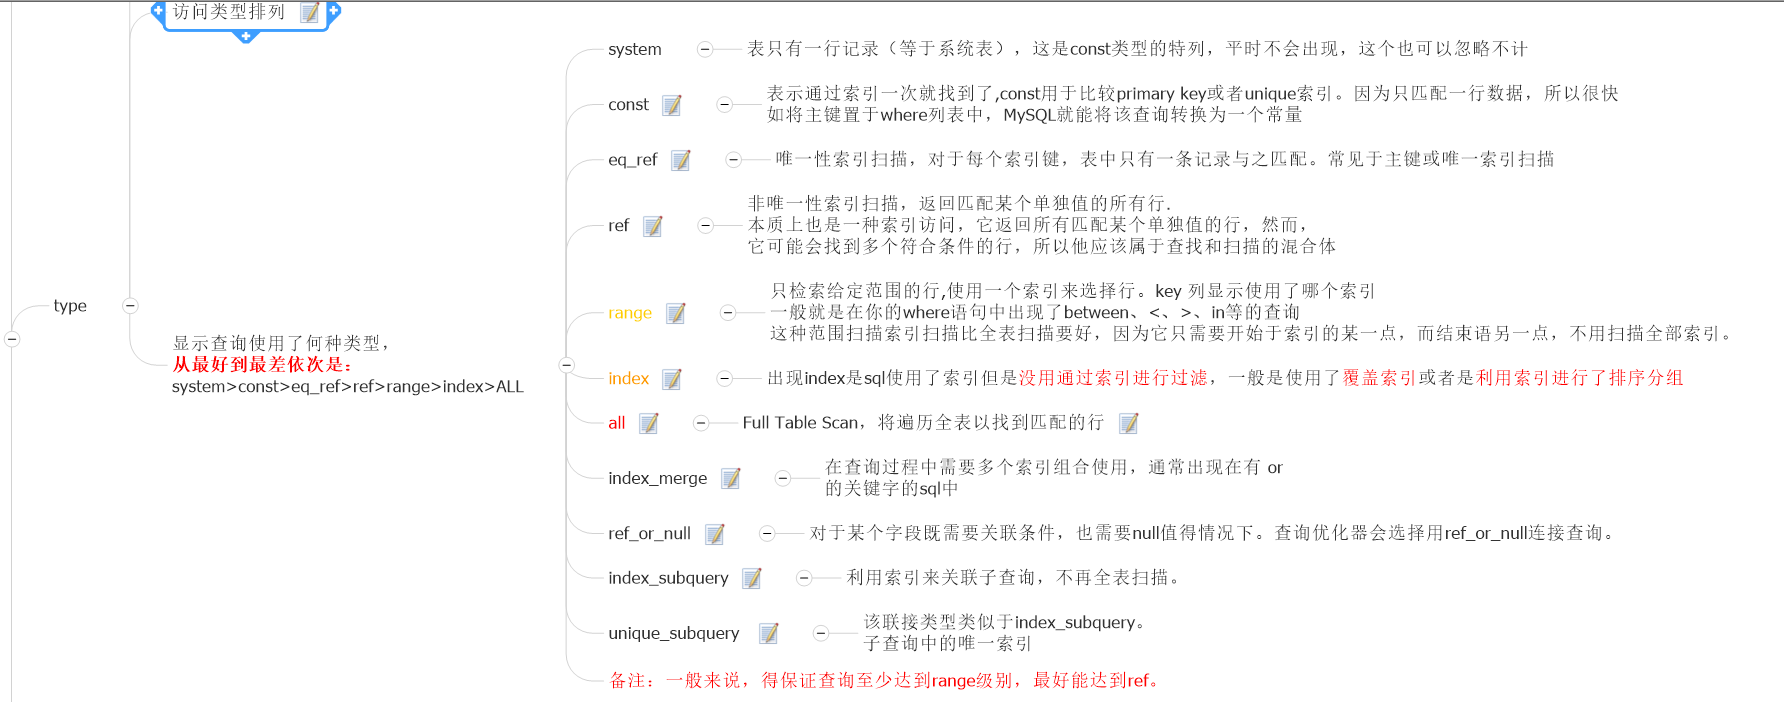 访问类型排列
type
显示查询使用了何种类型，
从最好到最差依次是：
system>const>eq_ref>ref>range>index>ALL
system
表只有一行记录（等于系统表），这是const类型的特列，平时不会出现，这个也可以忽略不计
const
表示通过索引一次就找到了,const用于比较primary key或者unique索引。因为只匹配一行数据，所以很快
如将主键置于where列表中，MySQL就能将该查询转换为一个常量
eq_ref
唯一性索引扫描，对于每个索引键，表中只有一条记录与之匹配。常见于主键或唯一索引扫描
ref
非唯一性索引扫描，返回匹配某个单独值的所有行.
本质上也是一种索引访问，它返回所有匹配某个单独值的行，然而，
它可能会找到多个符合条件的行，所以他应该属于查找和扫描的混合体
range
只检索给定范围的行,使用一个索引来选择行。key 列显示使用了哪个索引
一般就是在你的where语句中出现了between、<、>、in等的查询
这种范围扫描索引扫描比全表扫描要好，因为它只需要开始于索引的某一点，而结束语另一点，不用扫描全部索引。
index
出现index是sql使用了索引但是没用通过索引进行过滤，一般是使用了覆盖索引或者是利用索引进行了排序分组
all
Full Table Scan，将遍历全表以找到匹配的行
index_merge
在查询过程中需要多个索引组合使用，通常出现在有 or
的关键字的sql中
ref_or_null
对于某个字段既需要关联条件，也需要null值得情况下。查询优化器会选择用ref_or_null连接查询。
index_subquery
利用索引来关联子查询，不再全表扫描。
unique_subquery
该联接类型类似于index_subquery。
子查询中的唯一索引
备注：一般来说，得保证查询至少达到range级别，最好能达到ref。